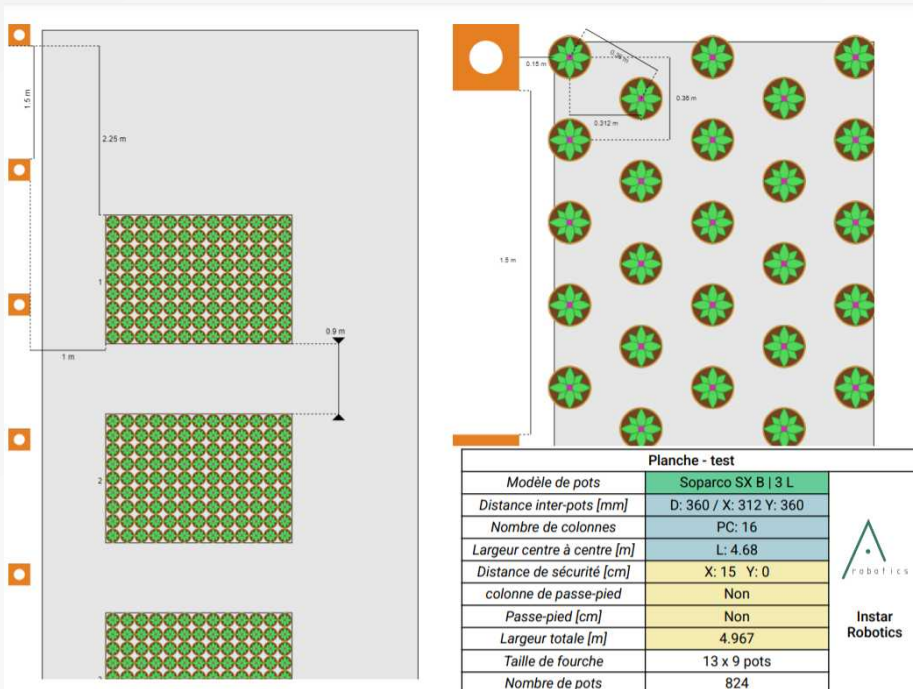 1.5 m
2.25 m
1
1 m
0.9 m
2
0.15 m
0.36 m
0.36 m
0.312 m
1.5 m
Planche - test
Modèle de pots Soparco SX B | 3 L
Distance inter-pots [mm] D: 360 / X: 312 Y: 360
Nombre de colonnes PC: 16
Largeur centre à centre [m] L: 4.68
Distance de sécurité [cm] X: 15 Y: 0
colonne de passe-pied Non
Passe-pied [cm] Non
Largeur totale [m] 4.967
Taille de fourche 13 x 9 pots
Nombre de pots 824
robotics
Instar
Robotics